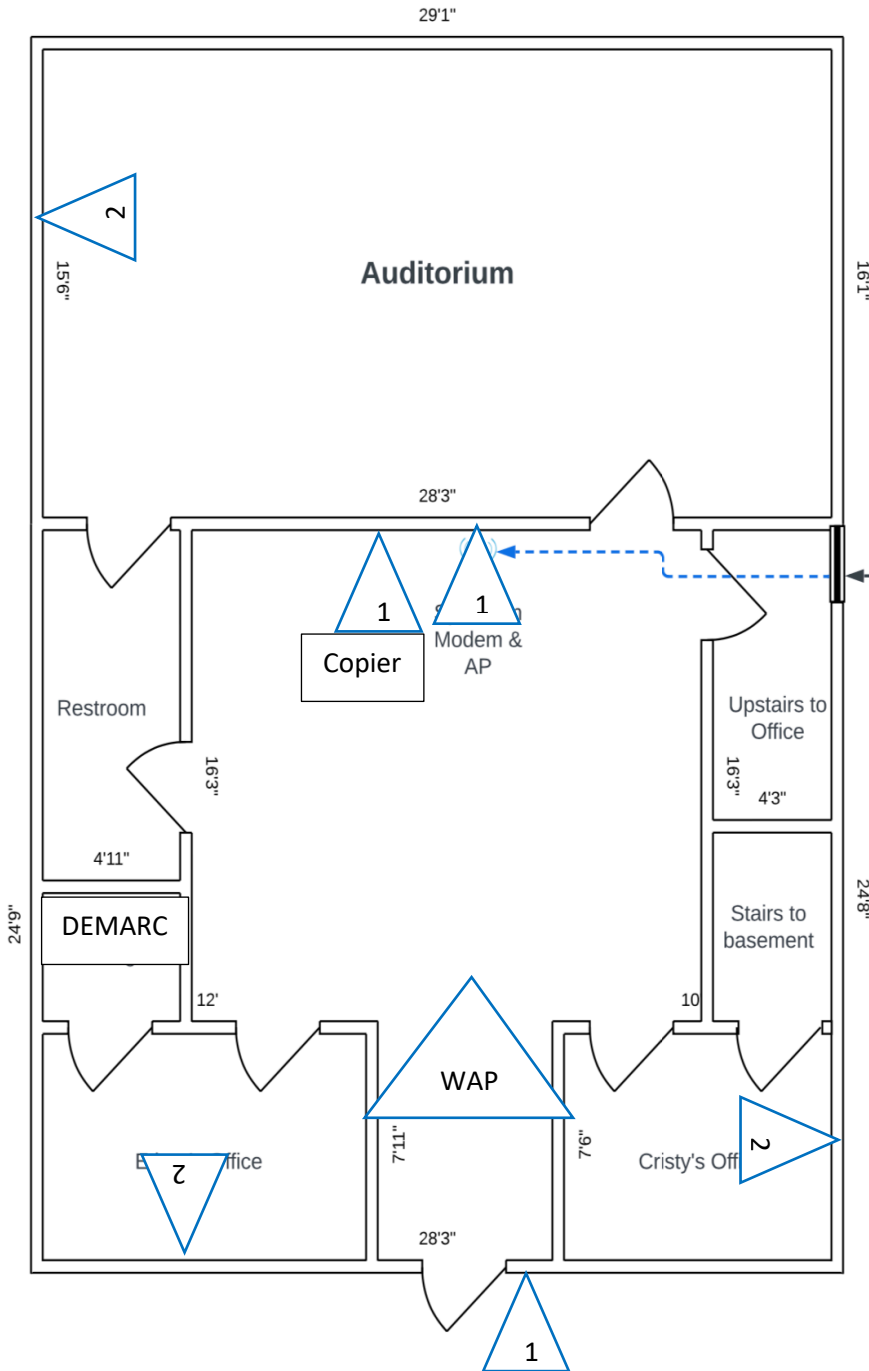 29'1"
2
Auditorium
15'6"
16'1"
28'3"
1
1
Modem &
AP
Copier
Restroom
Upstairs to
Office
16'3"
16'3"
4'3"
4'11"
DEMARC
24'9"
24'8"
Stairs to
basement
12'
10
WAP
7'11"
7'6"
2
Cristy's Off
2
28'3"
1